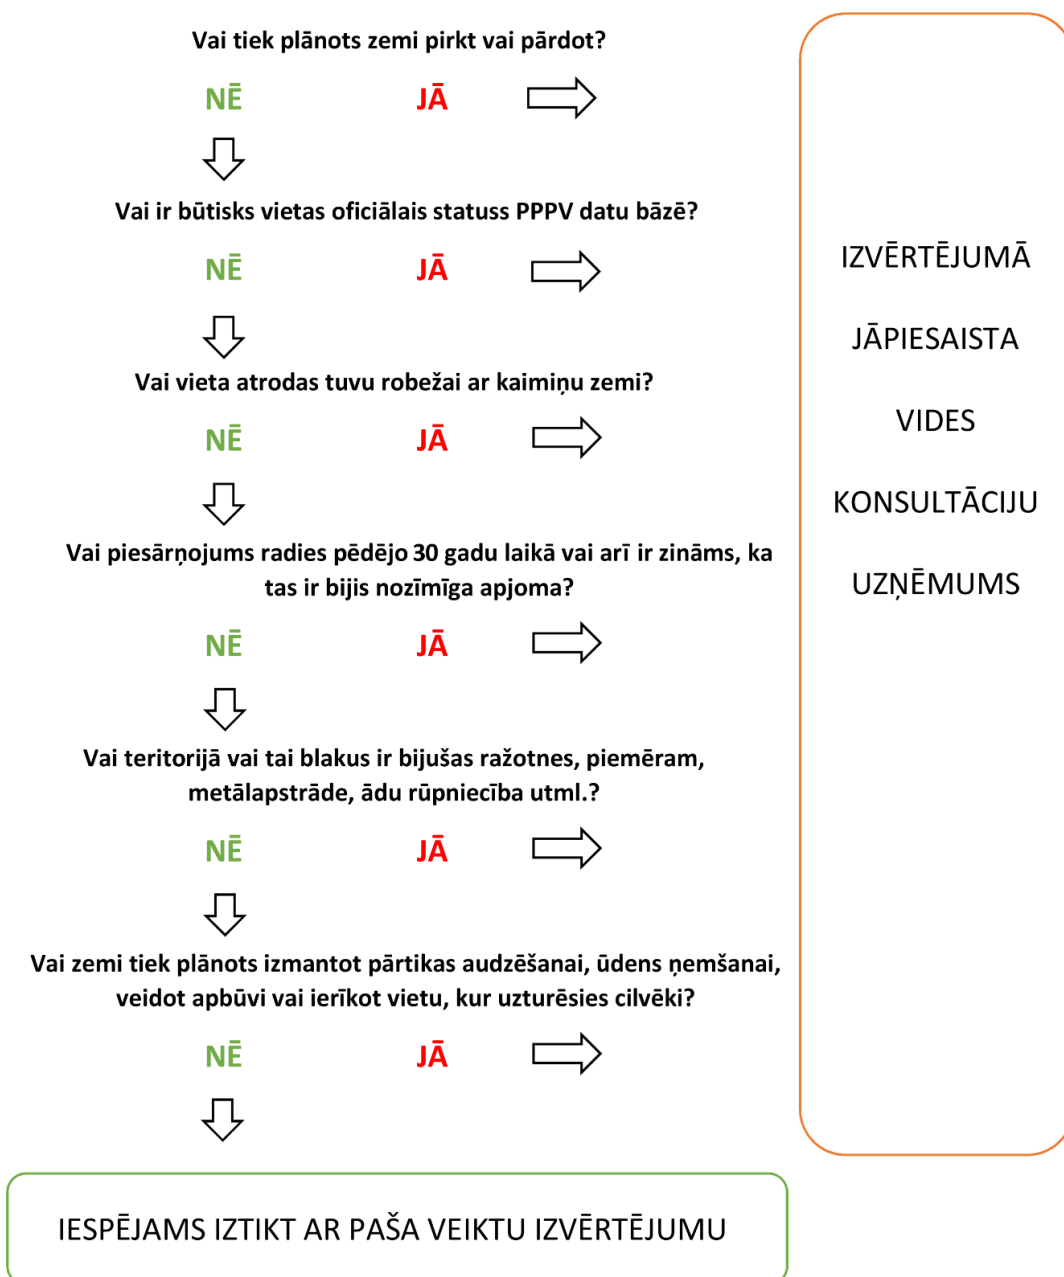 Vai tiek plānots zemi pirkt vai pārdot?
NĒ JĀ
Vai ir būtisks vietas oficiālais statuss PPPV datu bāzē?
NĒ JĀ
Vai vieta atrodas tuvu robežai ar kaimiņu zemi?
NĒ JĀ
Vai piesārņojums radies pēdējo 30 gadu laikā vai arī ir zināms, ka
tas ir bijis nozīmīga apjoma?
NĒ JĀ
Vai teritorijā vai tai blakus ir bijušas ražotnes, piemēram,
metālapstrāde, ādu rūpniecība utml.?
NĒ JĀ
Vai zemi tiek plānots izmantot pārtikas audzēšanai, ūdens ņemšanai,
veidot apbūvi vai ierīkot vietu, kur uzturēsies cilvēki?
NĒ JĀ
IESPĒJAMS IZTIKT AR PAŠA VEIKTU IZVĒRTĒJUMU
IZVĒRTĒJUMĀ
JĀPIESAISTA
VIDES
KONSULTĀCIJU
UZŅĒMUMS